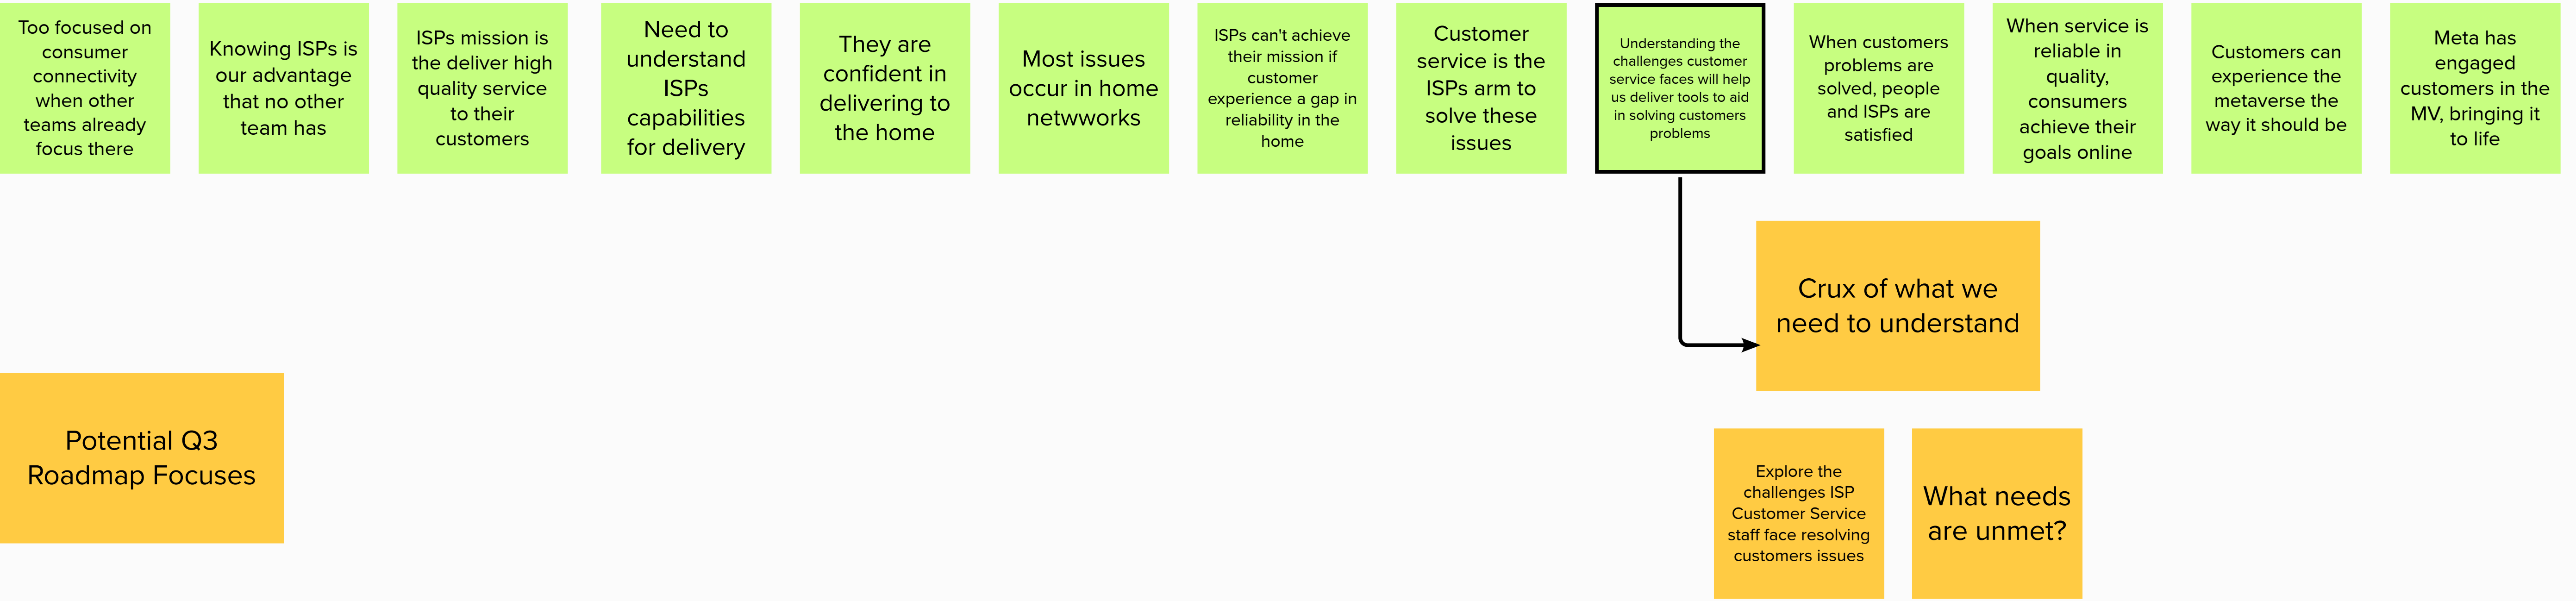 Too focused on
consumer
connectivity
when other
teams already
focus there
Knowing ISPs is
our advantage
that no other
team has
ISPs mission is
the deliver high
quality service
to their
customers
Need to
understand
ISPs
capabilities
for delivery
They are
confident in
delivering to
the home
Most issues
occur in home
netwworks
ISPs can't achieve
their mission if
customer
experience a gap in
reliability in the
home
Customer
service is the
ISPs arm to
solve these
issues
Understanding the
challenges customer
service faces will help
us deliver tools to aid
in solving customers
problems
When customers
problems are
solved, people
and ISPs are
satisfied
When service is
reliable in
quality,
consumers
achieve their
goals online
Customers can
experience the
metaverse the
way it should be
Meta has
engaged
customers in the
MV, bringing it
to life
Crux of what we
need to understand
Potential Q3
Roadmap Focuses
Explore the
challenges ISP
Customer Service
staff face resolving
customers issues
What needs
are unmet?